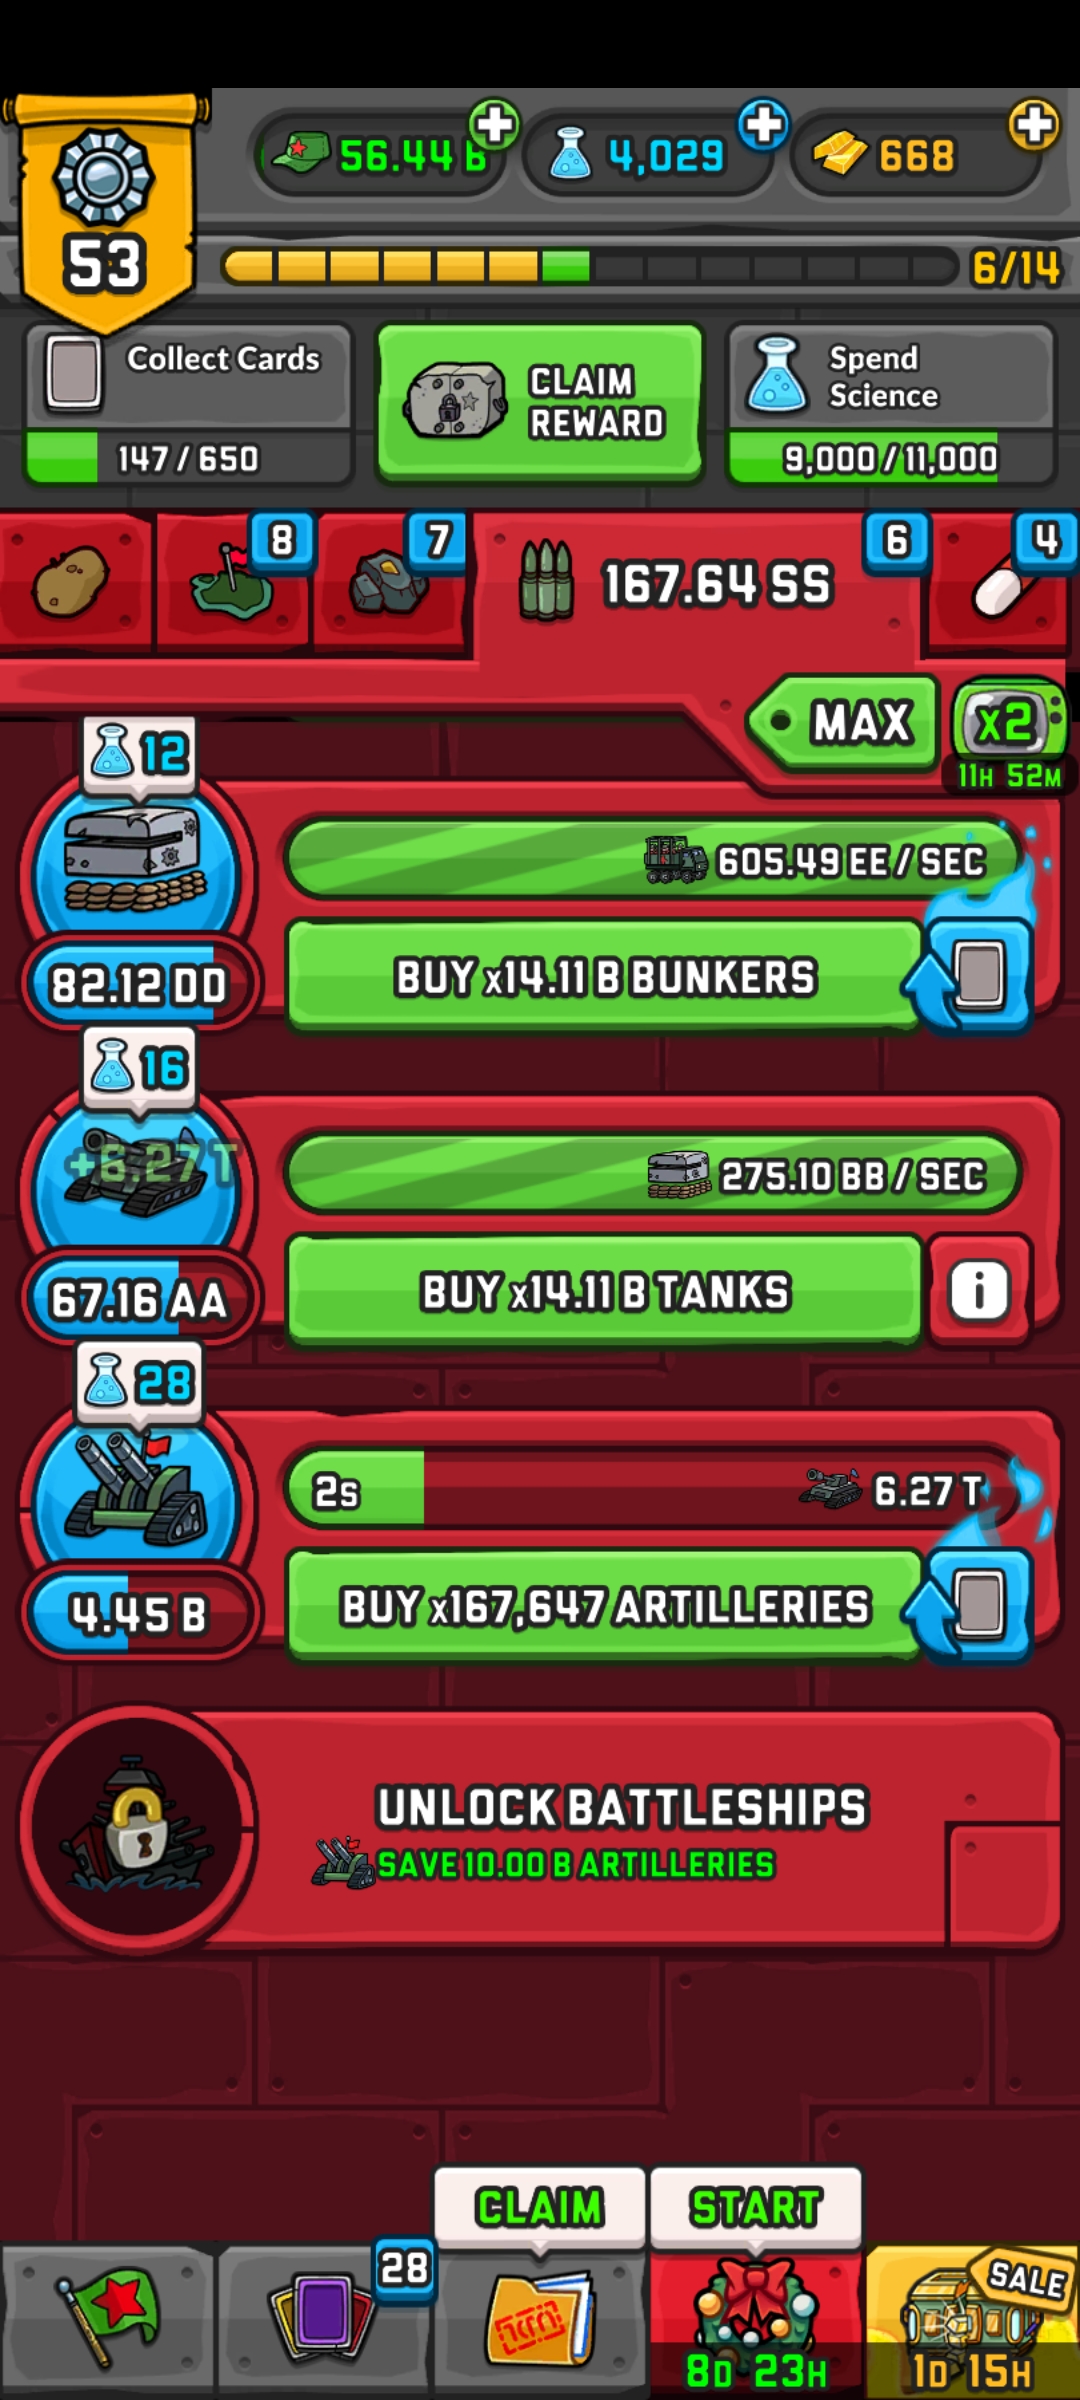 56.44 B
4,029
668
53
6/14
Collect Cards
147 / 650
CLAIM
REWARD
Spend
Science
9,000 / 11,000
8
7
167.64 SS
6
4
MAX
x2
11H 52M
12
605.49 EE / SEC
82.12 DD
BUY x14.11 B BUNKERS
16
+6.27 T
275.10 BB / SEC
67.16 AA
BUY x14.11 B TANKS
i
28
2s
6.27 T
4.45 B
BUY x167,647 ARTILLERIES
UNLOCK BATTLESHIPS
SAVE 10.00 B ARTILLERIES
CLAIM
START
28
SALE
8D 23H
1D 15H